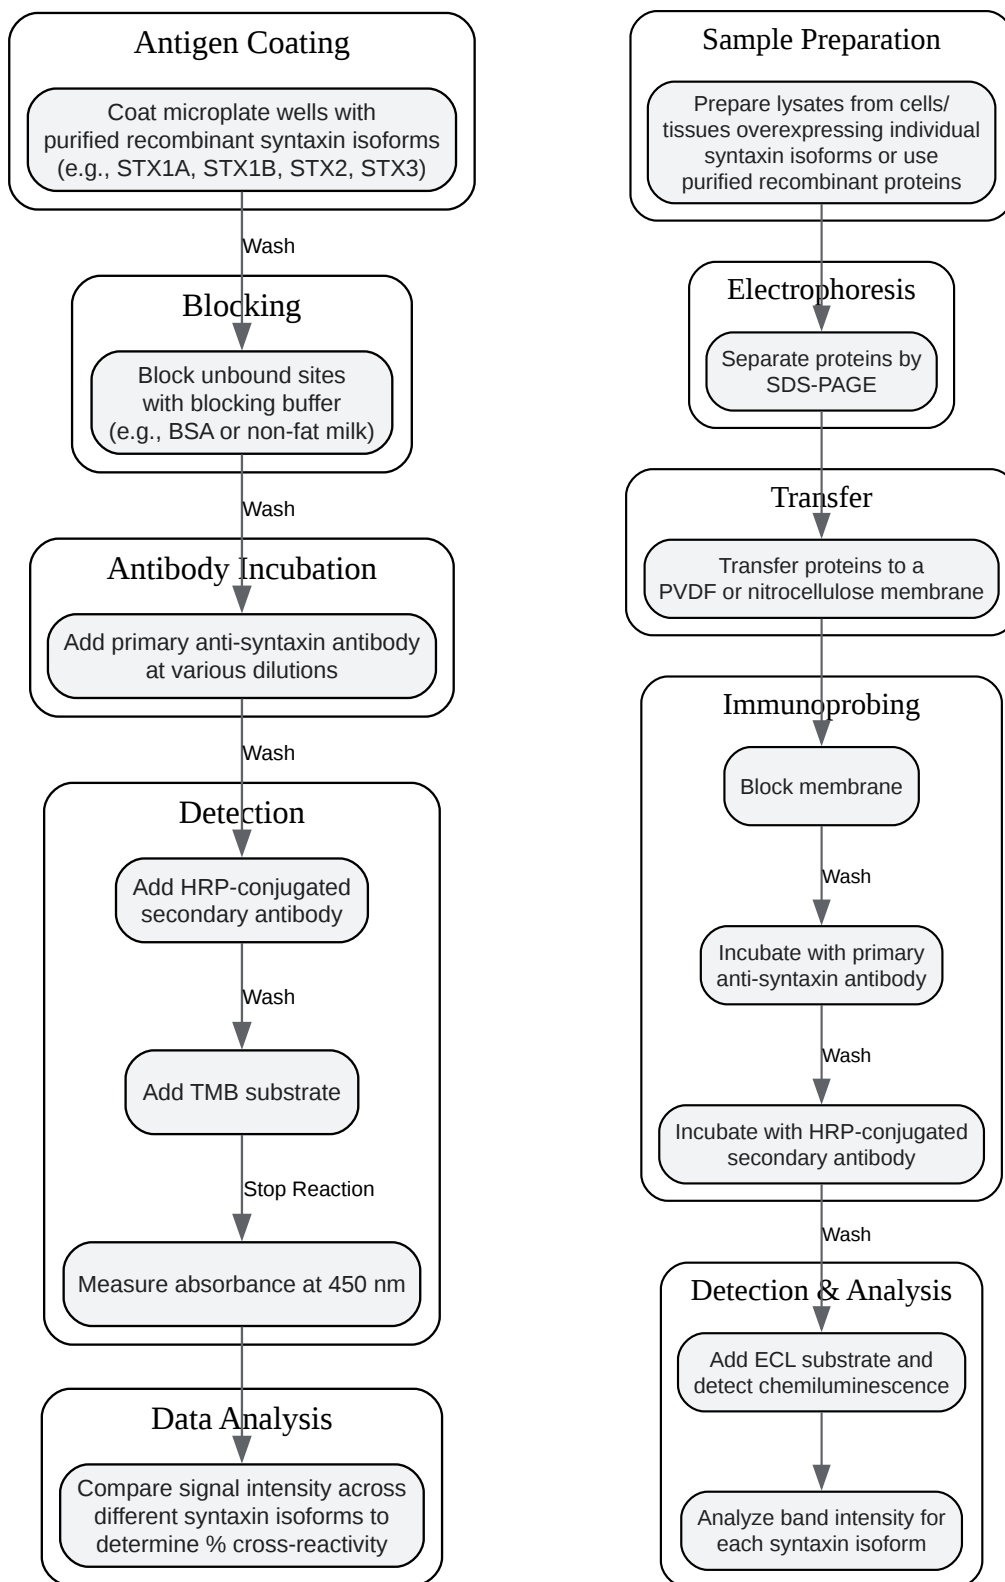 Antigen Coating
Coat microplate wells with
purified recombinant syntaxin isoforms
(e.g., STX1A, STX1B, STX2, STX3)
Wash
Blocking
Block unbound sites
with blocking buffer
(e.g., BSA or non-fat milk)
Wash
Antibody Incubation
Add primary anti-syntaxin antibody
at various dilutions
Wash
Detection
Add HRP-conjugated
secondary antibody
Wash
Add TMB substrate
Stop Reaction
Measure absorbance at 450 nm
Data Analysis
Compare signal intensity across
different syntaxin isoforms to
determine % cross-reactivity
Sample Preparation
Prepare lysates from cells/
tissues overexpressing individual
syntaxin isoforms or use
purified recombinant proteins
Electrophoresis
Separate proteins by
SDS-PAGE
Transfer
Transfer proteins to a
PVDF or nitrocellulose membrane
Immunoprobing
Block membrane
Wash
Incubate with primary
anti-syntaxin antibody
Wash
Incubate with HRP-conjugated
secondary antibody
Wash
Detection & Analysis
Add ECL substrate and
detect chemiluminescence
Analyze band intensity for
each syntaxin isoform